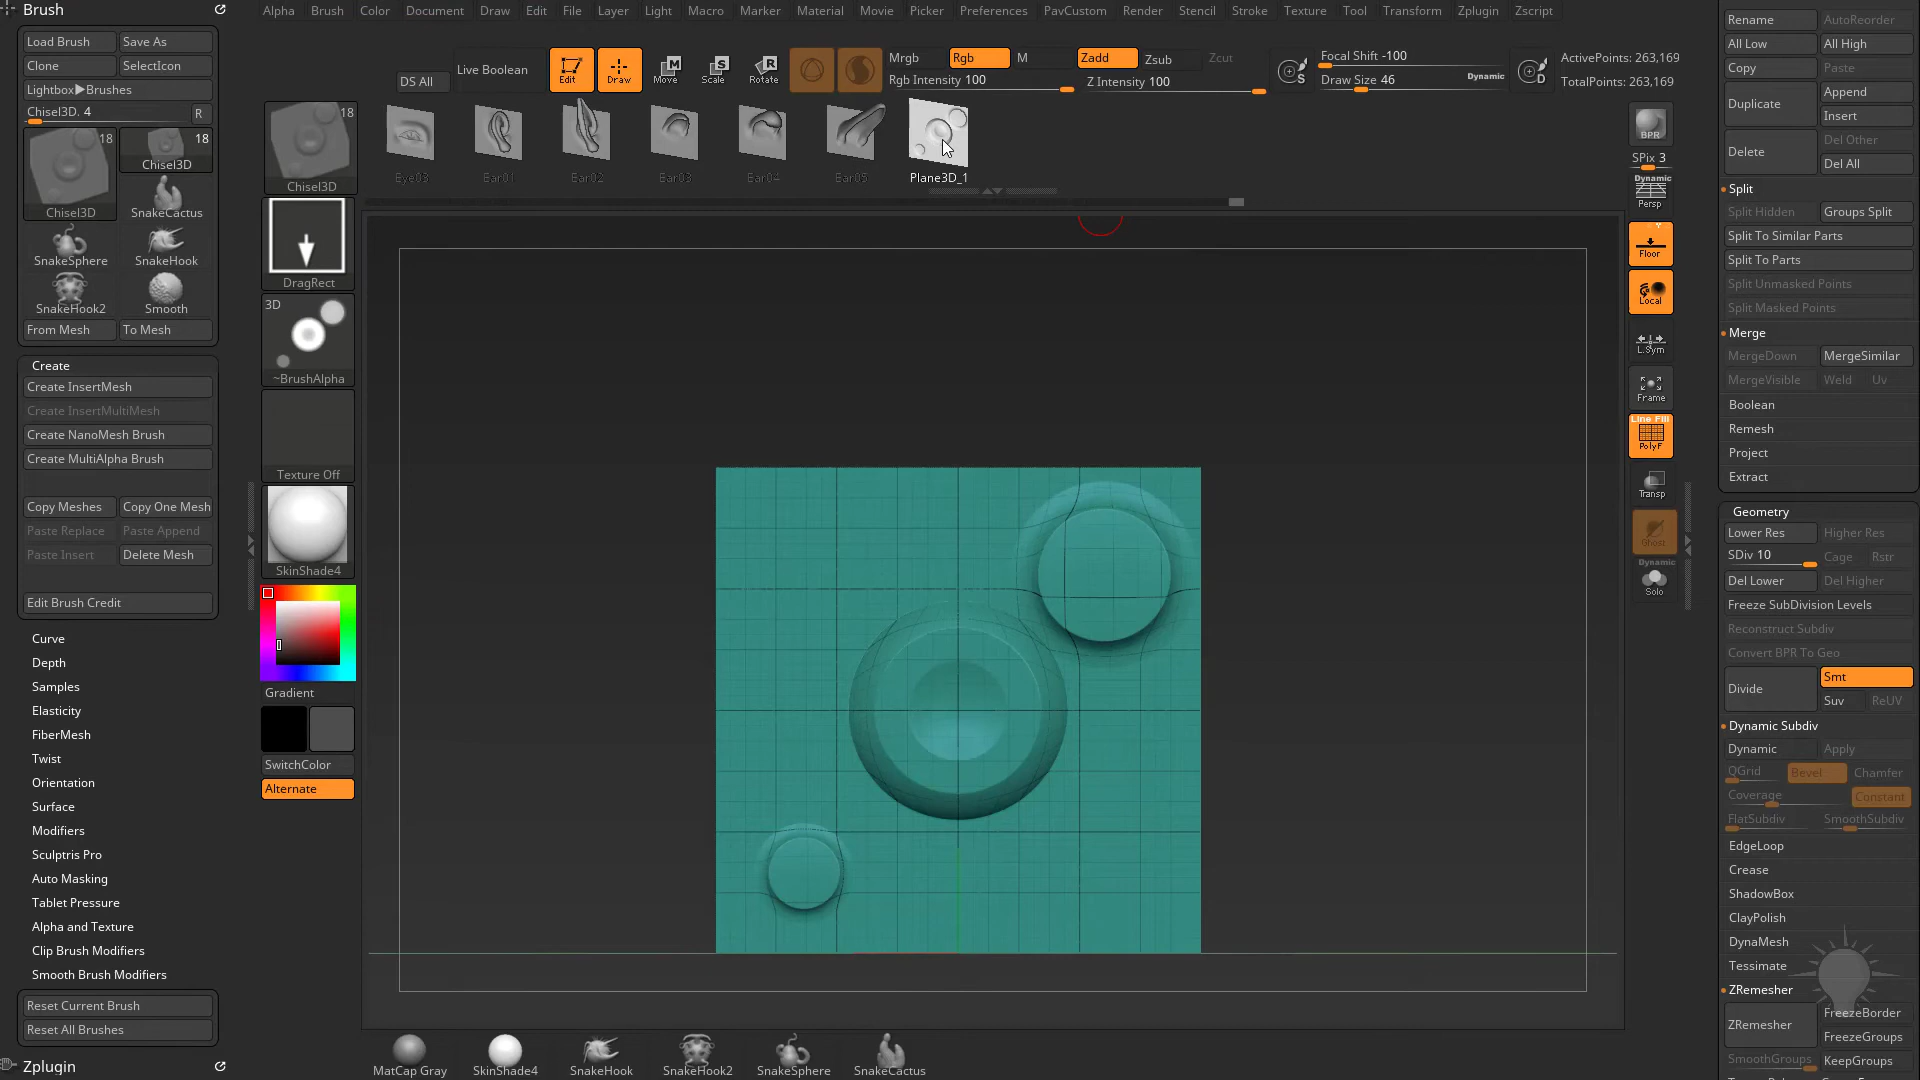 Brush
Load Brush
Save As
Clone
SelectIcon
Lightbox▶Brushes
Chisel3D. 4
R
18
Chisel3D
18
Chisel3D
SnakeCactus
SnakeSphere
SnakeHook
SnakeHook2
Smooth
From Mesh
To Mesh
Create
Create InsertMesh
Create InsertMultiMesh
Create NanoMesh Brush
Create MultiAlpha Brush
Copy Meshes
Copy One Mesh
Paste Replace
Paste Append
Paste Insert
Delete Mesh
Edit Brush Credit
Curve
Depth
Samples
Elasticity
FiberMesh
Twist
Orientation
Surface
Modifiers
Sculptris Pro
Auto Masking
Tablet Pressure
Alpha and Texture
Clip Brush Modifiers
Smooth Brush Modifiers
Reset Current Brush
Reset All Brushes
Zplugin
Alpha
Brush
Color
Document
Draw
Edit
File
Layer
Light
Macro
Marker
Material
Movie
Picker
Preferences
PavCustom
Render
Stencil
Stroke
Texture
Tool
Transform
Zplugin
Zscript
DS All
Live Boolean
Edit
Draw
M
Move
S
Scale
R
Rotate
Mrgb
Rgb
M
Rgb Intensity 100
Zadd
Zsub
Zcut
Z Intensity 100
S
Focal Shift -100
Draw Size 46
Dynamic
D
ActivePoints: 263,169
TotalPoints: 263,169
18
Chisel3D
Eye03
Ear01
Ear02
Ear03
Ear04
Ear05
Plane3D_1
DragRect
3D
~BrushAlpha
Texture Off
SkinShade4
Gradient
SwitchColor
Alternate
BPR
SPix 3
Dynamic
Persp
Floor
Local
L.Sym
Frame
Line Fill
PolyF
Transp
Ghost
Dynamic
Solo
MatCap Gray
SkinShade4
SnakeHook
SnakeHook2
SnakeSphere
SnakeCactus
Rename
AutoReorder
All Low
All High
Copy
Paste
Duplicate
Append
Insert
Delete
Del Other
Del All
Split
Split Hidden
Groups Split
Split To Similar Parts
Split To Parts
Split Unmasked Points
Split Masked Points
Merge
MergeDown
MergeSimilar
MergeVisible
Weld
Uv
Boolean
Remesh
Project
Extract
Geometry
Lower Res
Higher Res
SDiv 10
Cage
Rstr
Del Lower
Del Higher
Freeze SubDivision Levels
Reconstruct Subdiv
Convert BPR To Geo
Divide
Smt
Suv
ReUV
Dynamic Subdiv
Dynamic
Apply
QGrid
Bevel
Chamfer
Coverage
Constant
FlatSubdiv
SmoothSubdiv
EdgeLoop
Crease
ShadowBox
ClayPolish
DynaMesh
Tessimate
ZRemesher
ZRemesher
FreezeBorder
FreezeGroups
SmoothGroups
KeepGroups